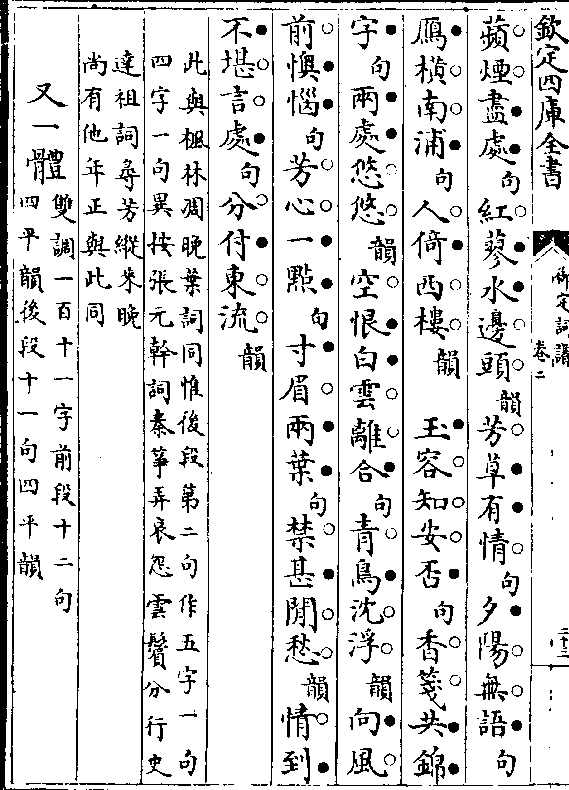 欽定四庫全書
御定詞譜
卷二
二十三
蘋煙盡處句紅蓼水邊頭韻芳草有情句夕陽無語句
鴈橫南浦句人倚西樓韻　玉容知安否句香箋共錦
字句兩處悠悠韻空恨白雲離合句青鳥沈浮韻向風
前懊惱句芳心一點句寸眉兩葉句禁甚閒愁韻情到
不堪言處句分付東流韻
此與楓林凋晚葉詞同惟後段第二句作五字一句
四字一句異按張元幹詞秦箏弄哀怨雲鬢分行史
達祖詞尋芳縱來晚
尚有他年正與此同
又一體
雙調一百十一字前段十二句
四平韻後段十一句四平韻